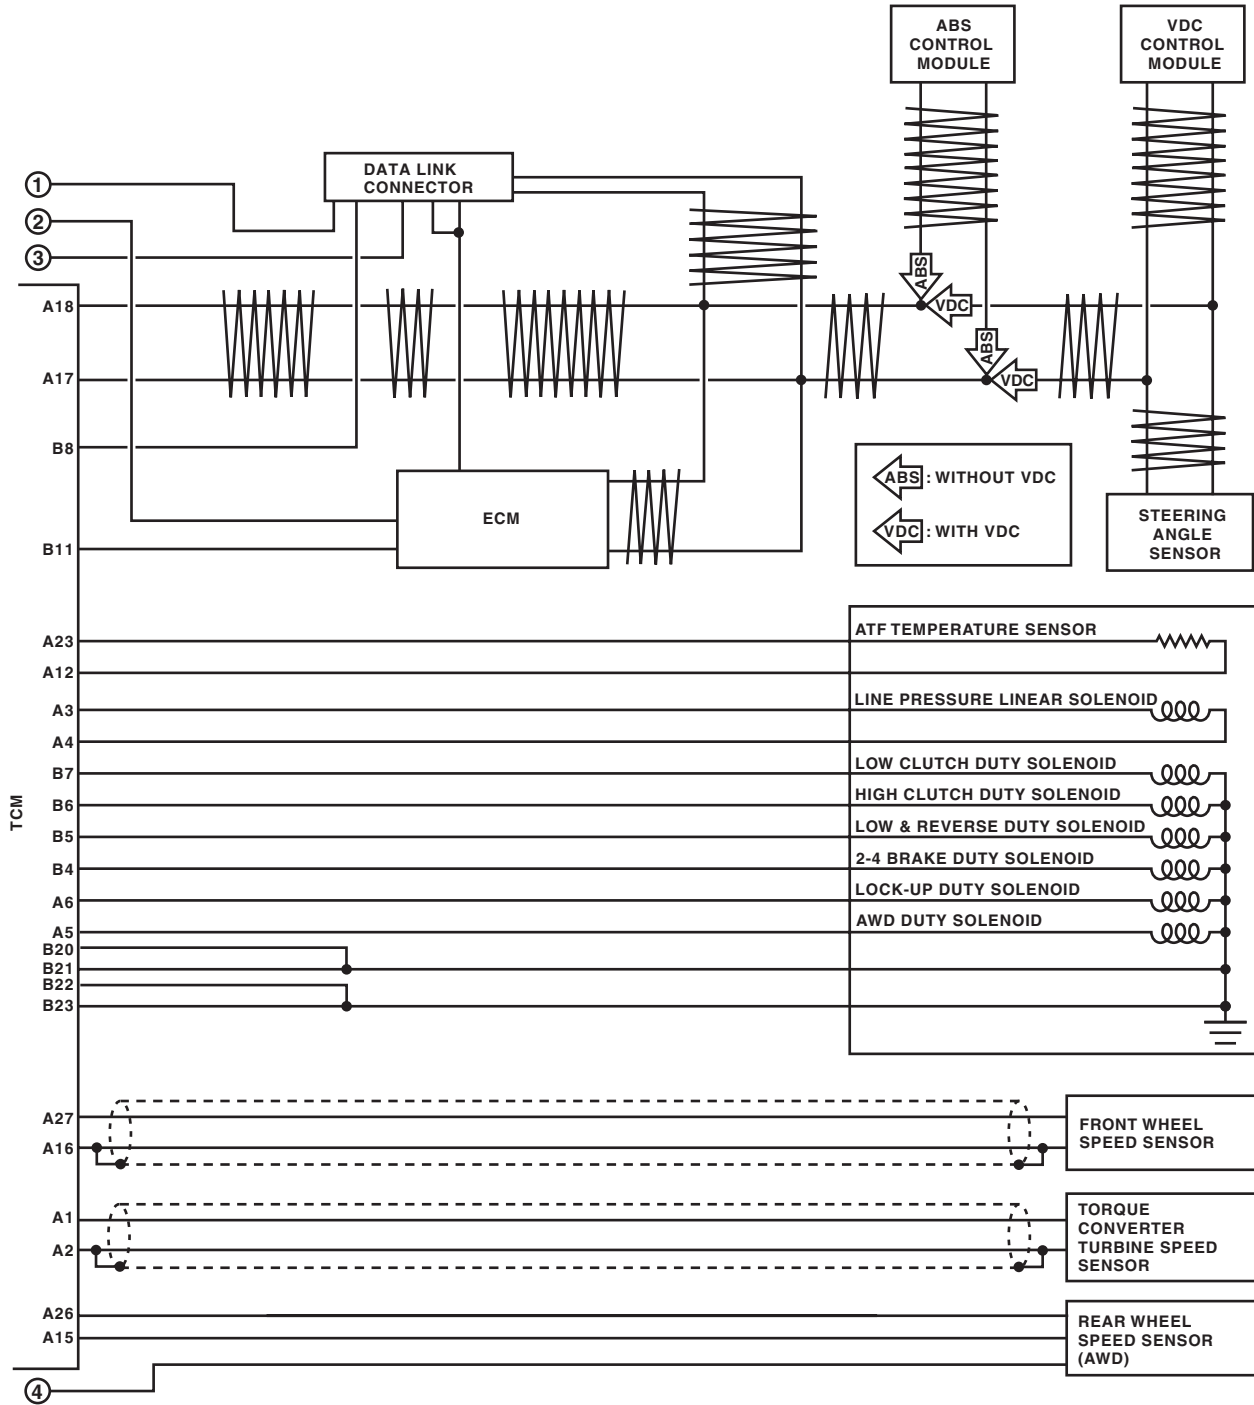 ABS
CONTROL
MODULE
VDC
CONTROL
MODULE
DATA LINK
CONNECTOR
1
2
3
ABS
VDC
ABS
VDC
A18
A17
B8
B11
ECM
ABS : WITHOUT VDC
VDC : WITH VDC
STEERING
ANGLE
SENSOR
TCM
A23
ATF TEMPERATURE SENSOR
A12
A3
LINE PRESSURE LINEAR SOLENOID
A4
B7
LOW CLUTCH DUTY SOLENOID
B6
HIGH CLUTCH DUTY SOLENOID
B5
LOW & REVERSE DUTY SOLENOID
B4
2-4 BRAKE DUTY SOLENOID
A6
LOCK-UP DUTY SOLENOID
A5
AWD DUTY SOLENOID
B20
B21
B22
B23
A27
A16
FRONT WHEEL
SPEED SENSOR
A1
A2
TORQUE
CONVERTER
TURBINE SPEED
SENSOR
A26
A15
REAR WHEEL
SPEED SENSOR
(AWD)
4